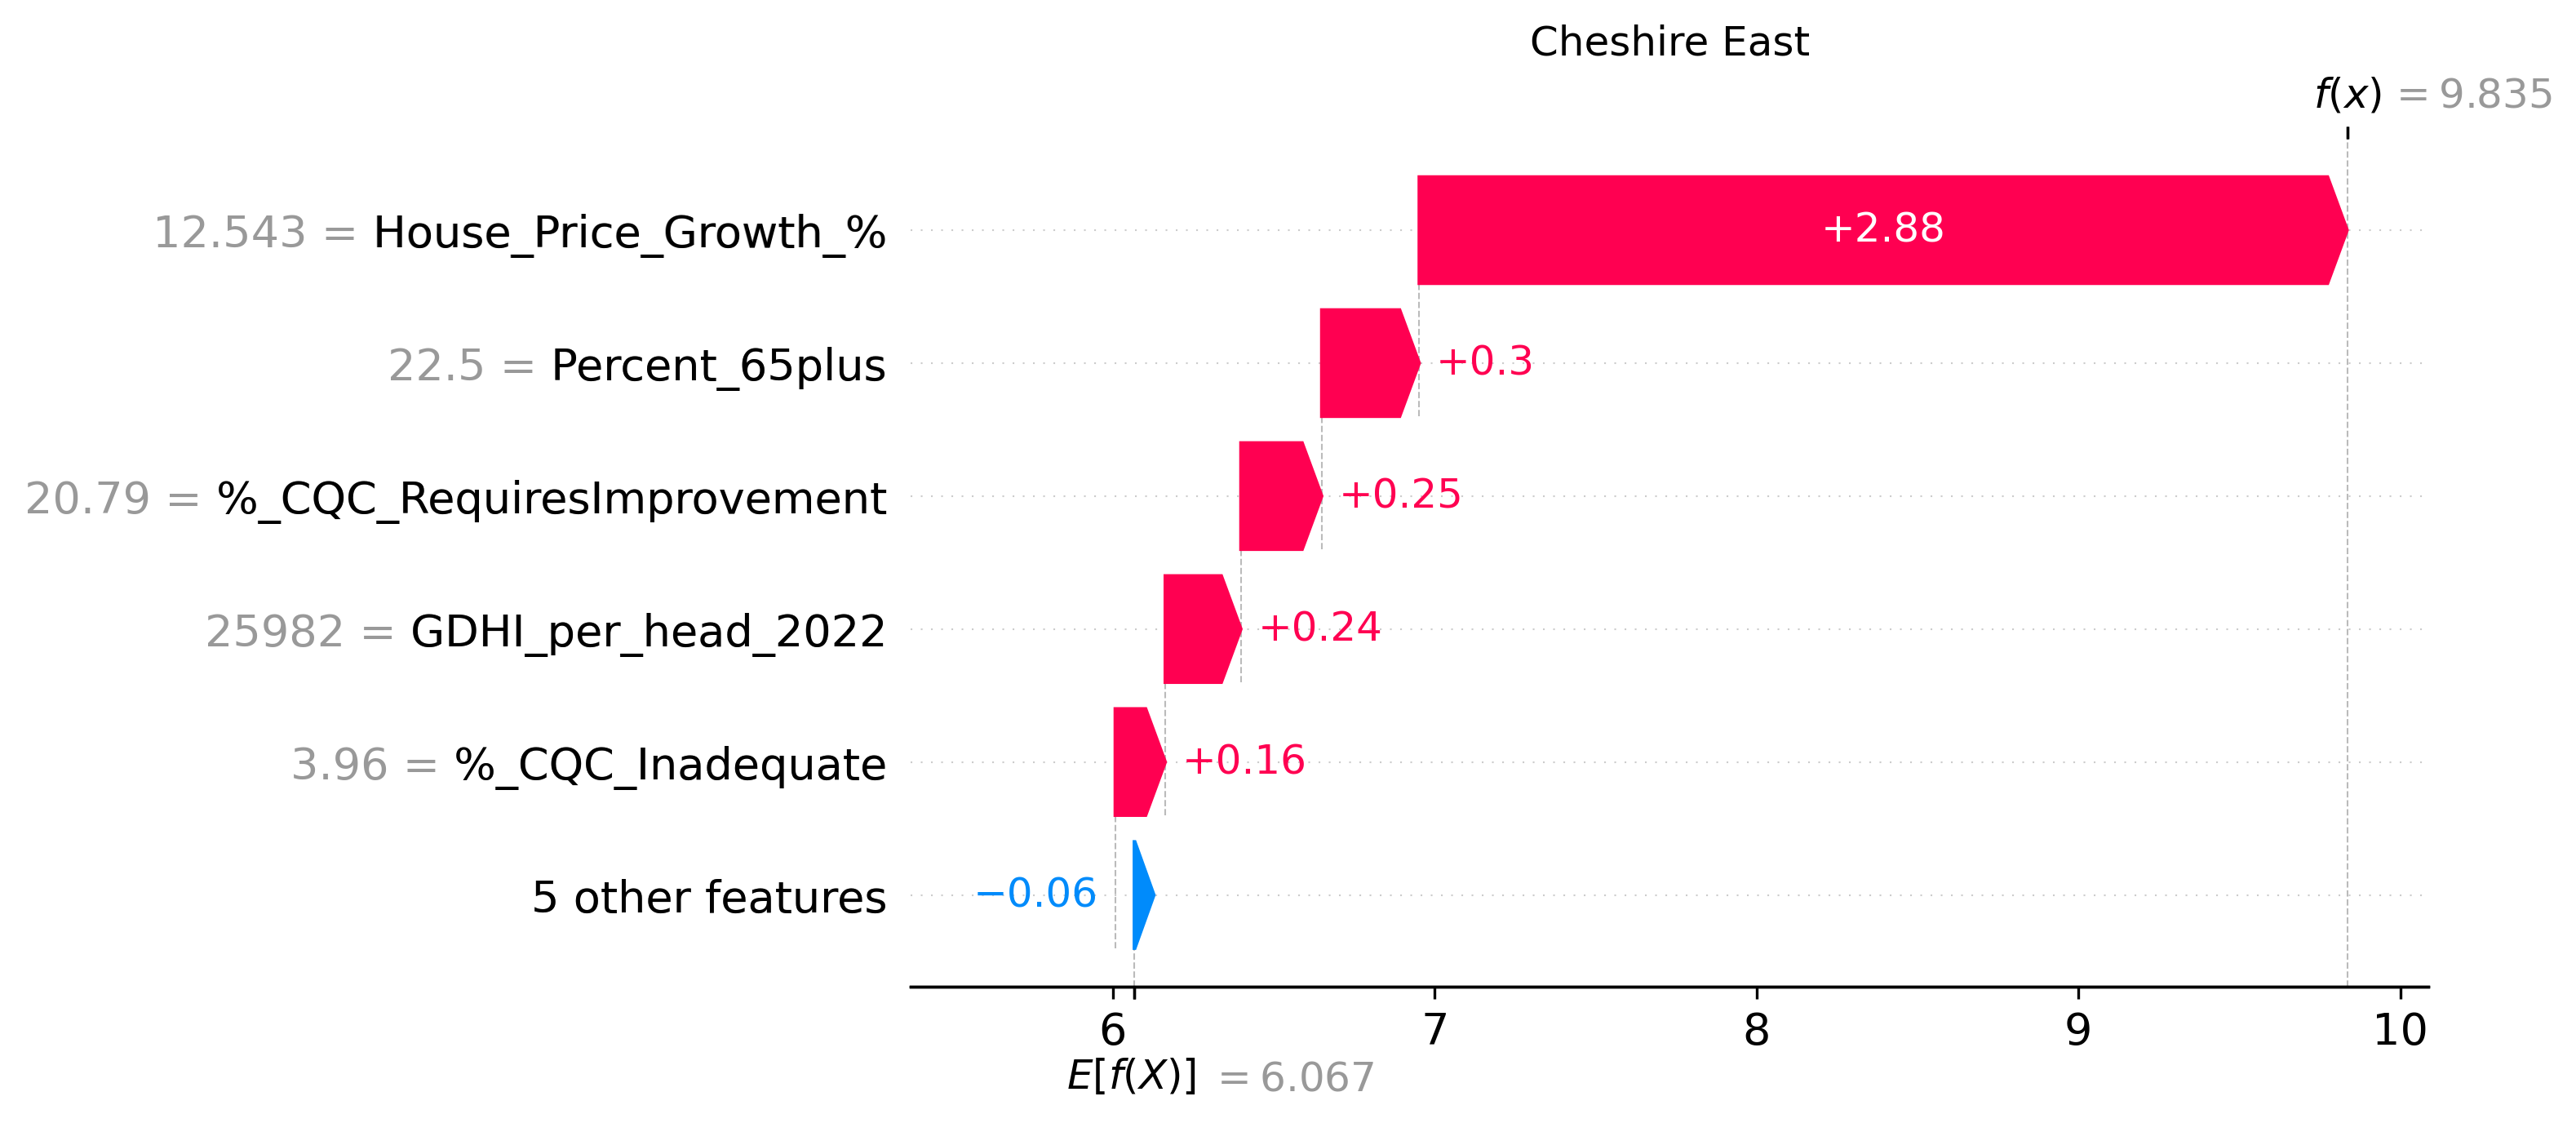 Cheshire East
f(x) = 9.835
12.543 = House_Price_Growth_%
+2.88
22.5 = Percent_65plus
+0.3
20.79 = %_CQC_RequiresImprovement
+0.25
25982 = GDHI_per_head_2022
+0.24
3.96 = %_CQC_Inadequate
+0.16
5 other features
−0.06
6 7 8 9 10
E[f(X)] = 6.067